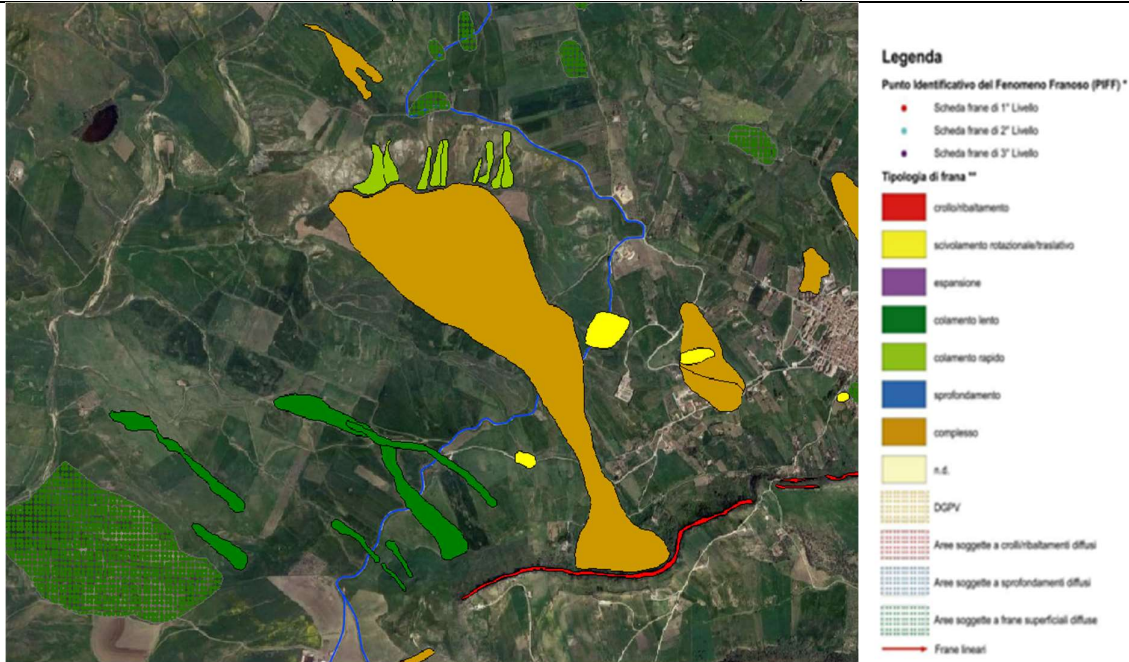 Legenda
Punto Identificativo del Fenomeno Franoso (PIFF) *
Scheda frane di 1° Livello
Scheda frane di 2° Livello
Scheda frane di 3° Livello
Tipologia di frana **
crollo/ribaltamento
scivolamento rotazionale/traslativo
espansione
colamento lento
colamento rapido
sprofondamento
complesso
n.d.
DGPV
Aree soggette a crolli/ribaltamenti diffusi
Aree soggette a sprofondamenti diffusi
Aree soggette a frane superficiali diffuse
Frane lineari